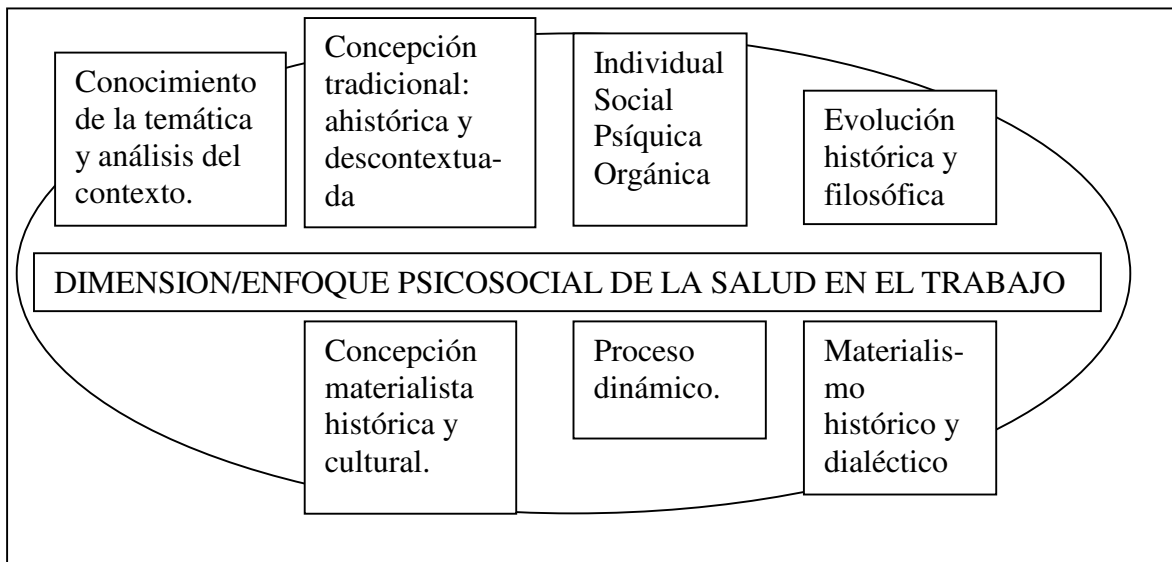 Conocimiento
de la temática
y análisis del
contexto.
Concepción
tradicional:
ahistórica y
descontextua-
da
Individual
Social
Psíquica
Orgánica
Evolución
histórica y
filosófica
DIMENSION/ENFOQUE PSICOSOCIAL DE LA SALUD EN EL TRABAJO
Concepción
materialista
histórica y
cultural.
Proceso
dinámico.
Materialis-
mo
histórico y
dialéctico